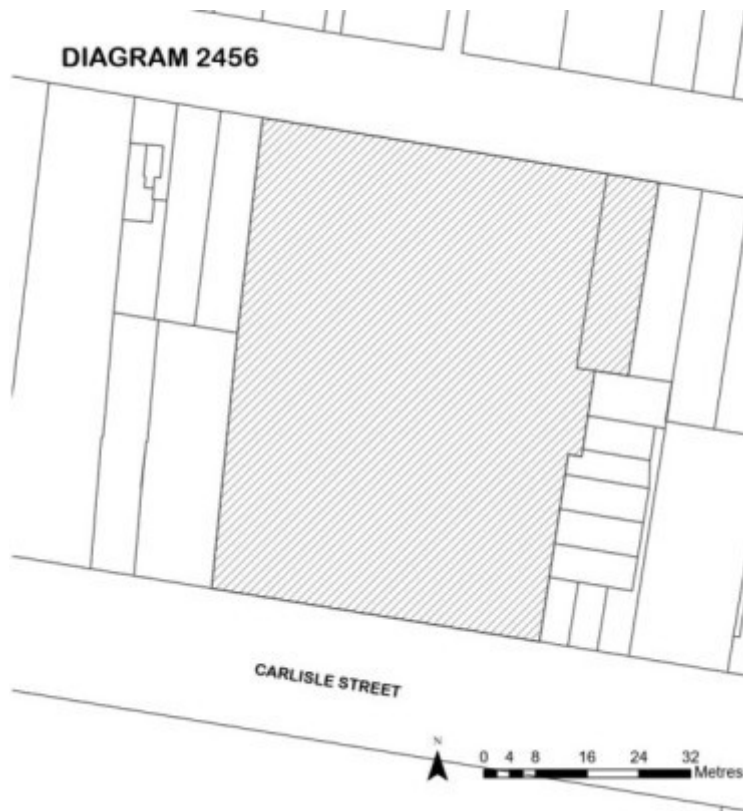 DIAGRAM 2456
CARLISLE STREET
N
0 4 8 16 24 32
Metres